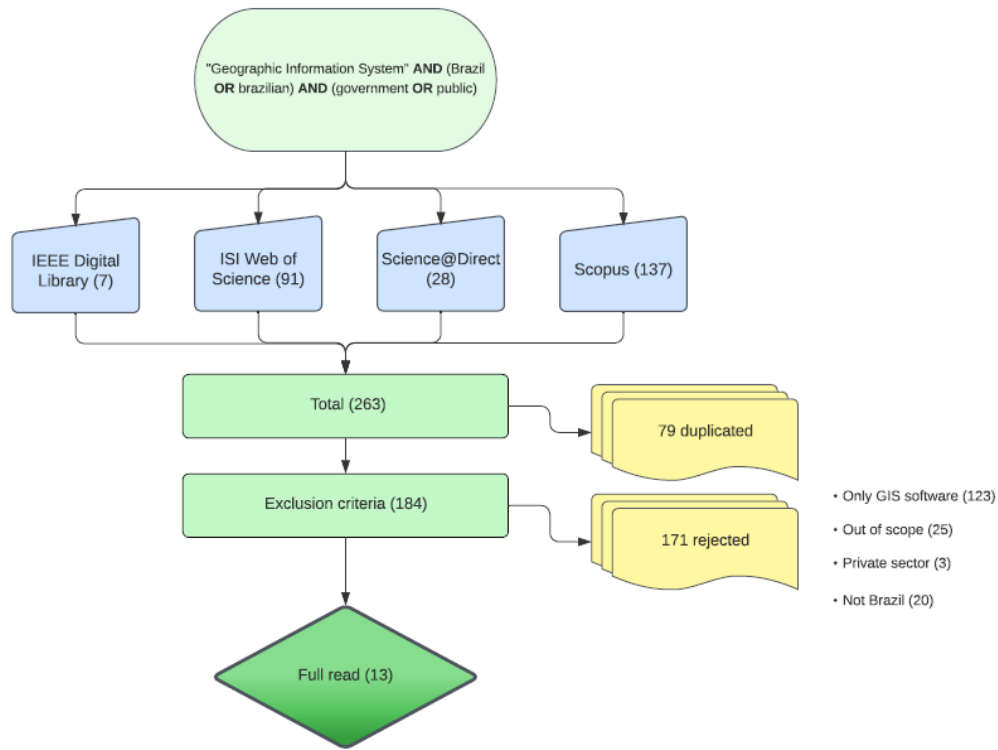 "Geographic Information System" AND (Brazil
OR brazilian) AND (government OR public)
IEEE Digital
Library (7)
ISI Web of
Science (91)
Science@Direct
(28)
Scopus (137)
Total (263)
79 duplicated
Exclusion criteria (184)
171 rejected
• Only GIS software (123)
• Out of scope (25)
• Private sector (3)
• Not Brazil (20)
Full read (13)